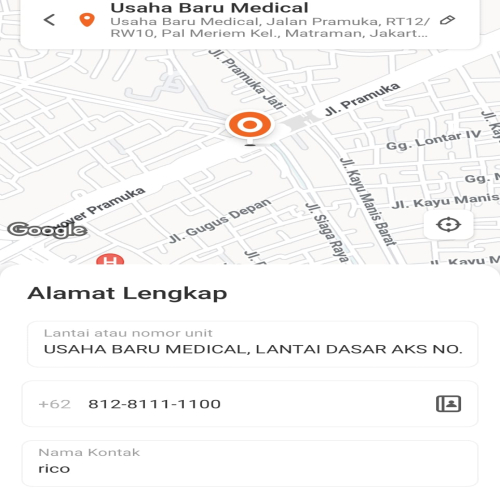 Usaha Baru Medical
Usaha Baru Medical, Jalan Pramuka, RT12/
RW10, Pal Meriem Kel., Matraman, Jakart...
Jl. Pramuka Jati
Jl. Pramuka
Gg. Lontar IV
Gg.
Jl. Kayu Manis
Jl. Kayu Manis Barat
Pramuka
Google
Jl. Gugus Depan
Jl. Siaga Raya
H
Alamat Lengkap
Lantai atau nomor unit
USAHA BARU MEDICAL, LANTAI DASAR AKS NO.
+62 812-8111-1100
Nama Kontak
rico